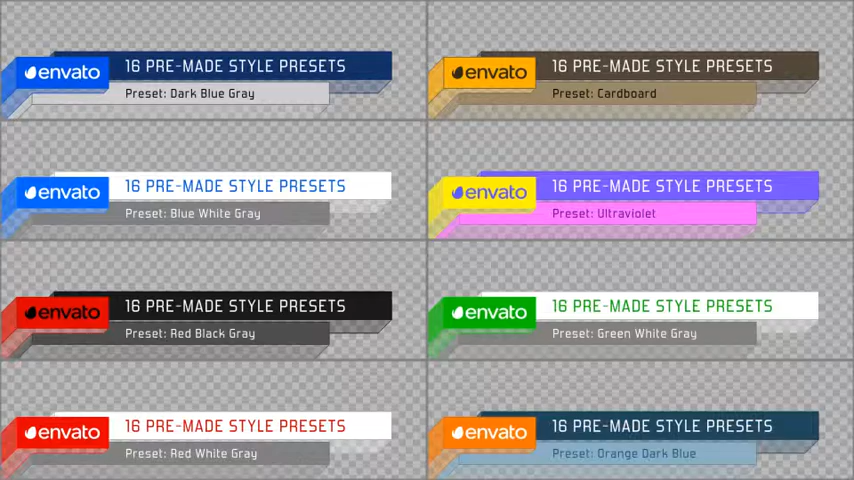 envato
16 PRE-MADE STYLE PRESETS
Preset: Dark Blue Gray
envato
16 PRE-MADE STYLE PRESETS
Preset: Cardboard
envato
16 PRE-MADE STYLE PRESETS
Preset: Blue White Gray
envato
16 PRE-MADE STYLE PRESETS
Preset: Ultraviolet
envato
16 PRE-MADE STYLE PRESETS
Preset: Red Black Gray
envato
16 PRE-MADE STYLE PRESETS
Preset: Green White Gray
envato
16 PRE-MADE STYLE PRESETS
Preset: Red White Gray
envato
16 PRE-MADE STYLE PRESETS
Preset: Orange Dark Blue